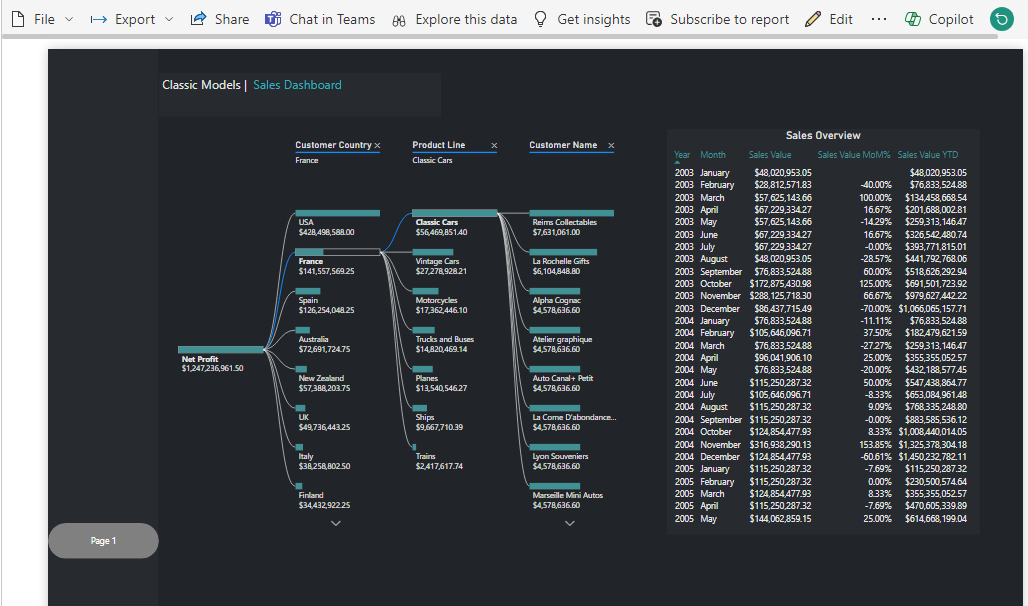 File Export Share Chat in Teams Explore this data Get insights Subscribe to report Edit ... Copilot
Classic Models | Sales Dashboard
Customer Country ×
France
Product Line ×
Classic Cars
Customer Name ×
Net Profit
$1,247,236,961.50
USA
$428,498,588.00
France
$141,557,569.25
Spain
$126,254,048.25
Australia
$72,691,724.75
New Zealand
$57,388,203.75
UK
$49,736,443.25
Italy
$38,258,802.50
Finland
$34,432,922.25
Classic Cars
$56,469,851.40
Vintage Cars
$27,278,928.21
Motorcycles
$17,362,446.10
Trucks and Buses
$14,820,469.14
Planes
$13,540,546.27
Ships
$9,667,710.39
Trains
$2,417,617.74
Reims Collectables
$7,631,061.00
La Rochelle Gifts
$6,104,848.80
Alpha Cognac
$4,578,636.60
Atelier graphique
$4,578,636.60
Auto Canal+ Petit
$4,578,636.60
La Corne D'abondance...
$4,578,636.60
Lyon Souveniers
$4,578,636.60
Marseille Mini Autos
$4,578,636.60
Sales Overview
Year Month Sales Value Sales Value MoM% Sales Value YTD
2003 January $48,020,953.05 $48,020,953.05
2003 February $28,812,571.83 -40.00% $76,833,524.88
2003 March $57,625,143.66 100.00% $134,458,668.54
2003 April $67,229,334.27 16.67% $201,688,002.81
2003 May $57,625,143.66 -14.29% $259,313,146.47
2003 June $67,229,334.27 16.67% $326,542,480.74
2003 July $67,229,334.27 -0.00% $393,771,815.01
2003 August $48,020,953.05 -28.57% $441,792,768.06
2003 September $76,833,524.88 60.00% $518,626,292.94
2003 October $172,875,430.98 125.00% $691,501,723.92
2003 November $288,125,718.30 66.67% $979,627,442.22
2003 December $86,437,715.49 -70.00% $1,066,065,157.71
2004 January $76,833,524.88 -11.11% $76,833,524.88
2004 February $105,646,096.71 37.50% $182,479,621.59
2004 March $76,833,524.88 -27.27% $259,313,146.47
2004 April $96,041,906.10 25.00% $355,355,052.57
2004 May $76,833,524.88 -20.00% $432,188,577.45
2004 June $115,250,287.32 50.00% $547,438,864.77
2004 July $105,646,096.71 -8.33% $653,084,961.48
2004 August $115,250,287.32 9.09% $768,335,248.80
2004 September $115,250,287.32 -0.00% $883,585,536.12
2004 October $124,854,477.93 8.33% $1,008,440,014.05
2004 November $316,938,290.13 153.85% $1,325,378,304.18
2004 December $124,854,477.93 -60.61% $1,450,232,782.11
2005 January $115,250,287.32 -7.69% $115,250,287.32
2005 February $115,250,287.32 0.00% $230,500,574.64
2005 March $124,854,477.93 8.33% $355,355,052.57
2005 April $115,250,287.32 -7.69% $470,605,339.89
2005 May $144,062,859.15 25.00% $614,668,199.04
Page 1